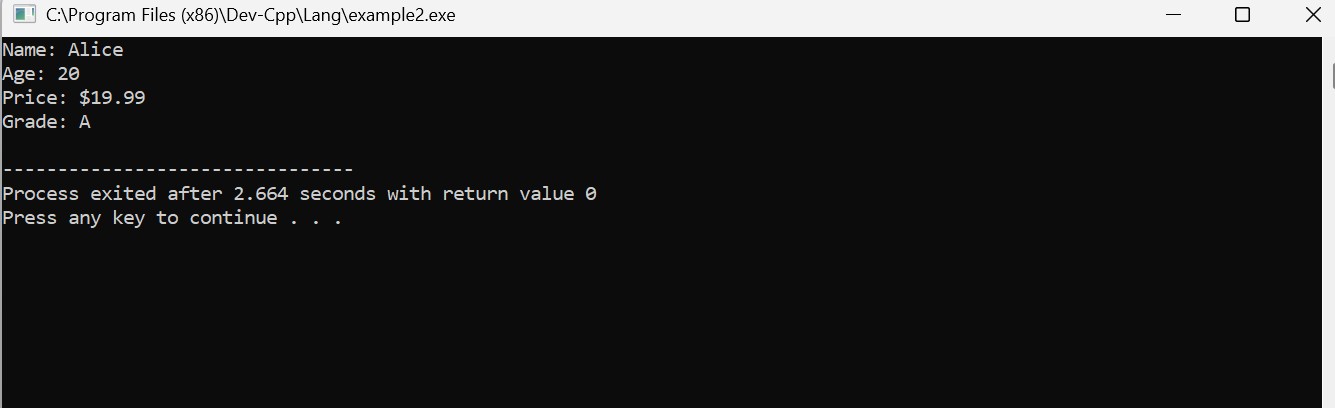 C:\Program Files (x86)\Dev-Cpp\Lang\example2.exe
Name: Alice
Age: 20
Price: $19.99
Grade: A
--------------------------------
Process exited after 2.664 seconds with return value 0
Press any key to continue . . .